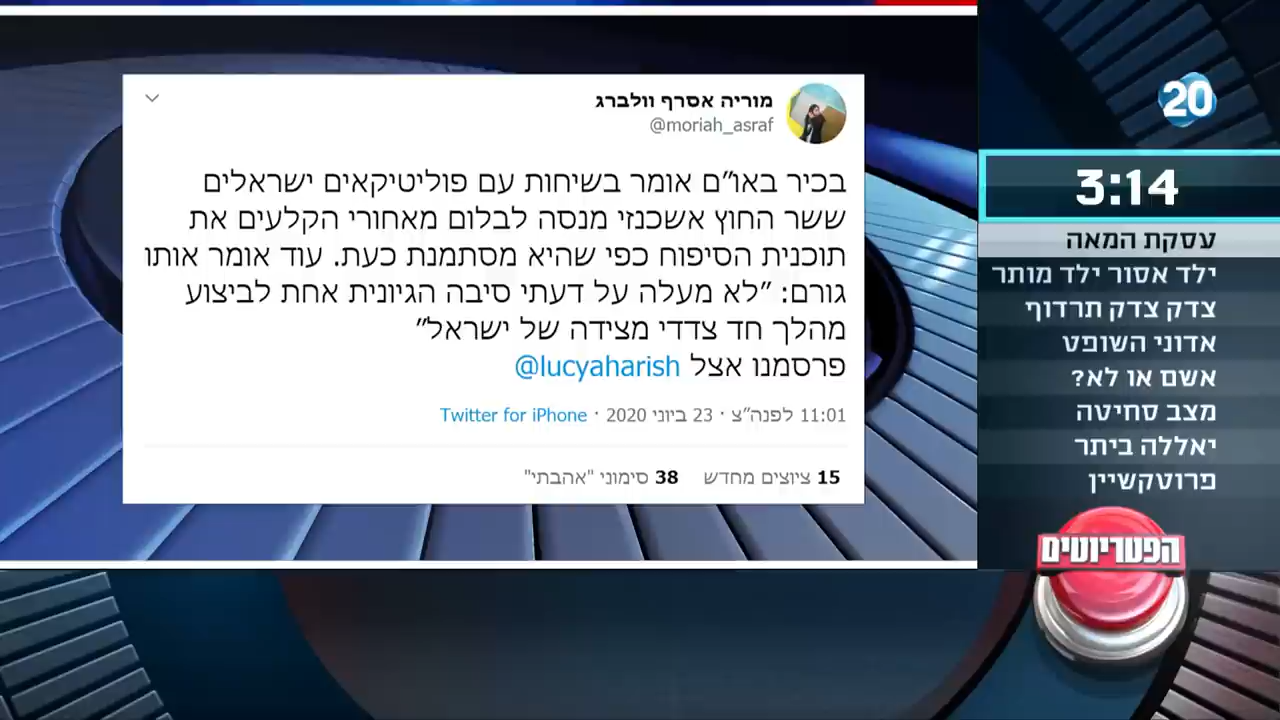 מוריה אסרף וולברג
@moriah_asraf
בכיר באו״ם אומר בשיחות עם פוליטיקאים ישראלים
ששר החוץ אשכנזי מנסה לבלום מאחורי הקלעים את
תוכנית הסיפוח כפי שהיא מסתמנת כעת. עוד אומר אותו
גורם: ״לא מעלה על דעתי סיבה הגיונית אחת לביצוע
מהלך חד צדדי מצידה של ישראל״
פרסמנו אצל @lucyaharish
11:01 לפנה״צ · 23 ביוני 2020 · Twitter for iPhone
15 ציוצים מחדש 38 סימוני "אהבתי"
20
3:14
עסקת המאה
ילד אסור ילד מותר
צדק צדק תרדוף
אדוני השופט
אשם או לא?
מצב סחיטה
יאללה ביתר
פרוטקשיין
הפטריוטים